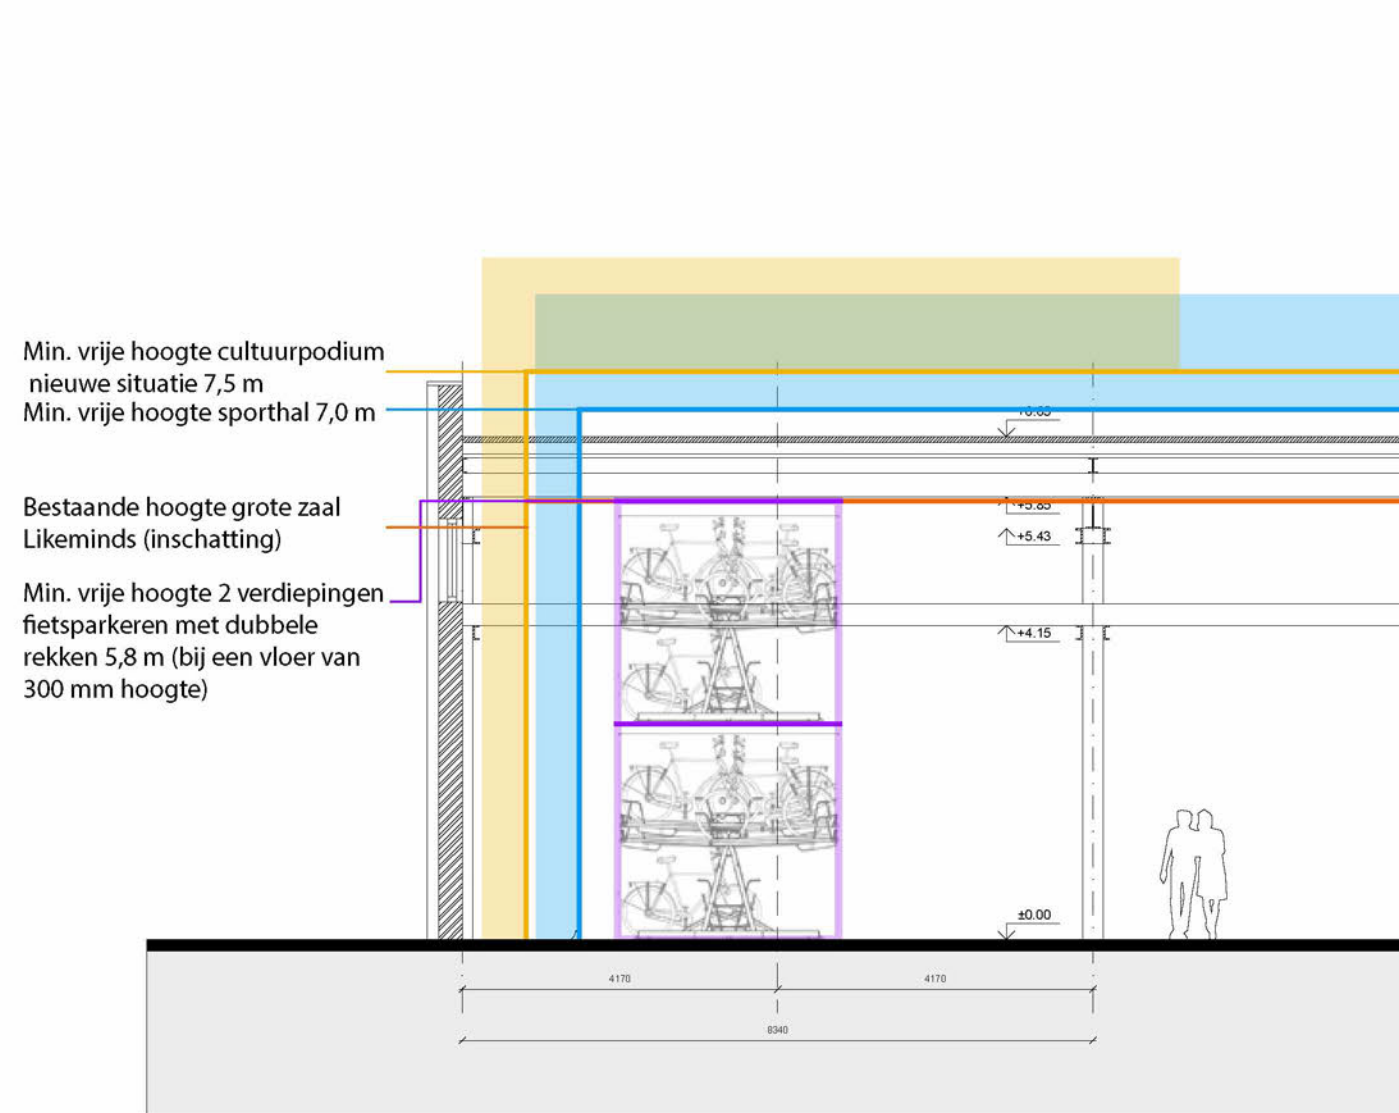 Min. vrije hoogte cultuurpodium
nieuwe situatie 7,5 m
Min. vrije hoogte sporthal 7,0 m
Bestaande hoogte grote zaal
Likeminds (inschatting)
Min. vrije hoogte 2 verdiepingen
fietsparkeren met dubbele
rekken 5,8 m (bij een vloer van
300 mm hoogte)
+5.85
+5.43
+4.15
±0.00
4170
4170
8340